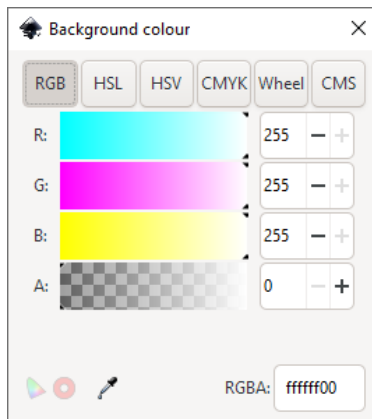 Background colour
RGB HSL HSV CMYK Wheel CMS
R: 255
G: 255
B: 255
A: 0
RGBA: ffffff00